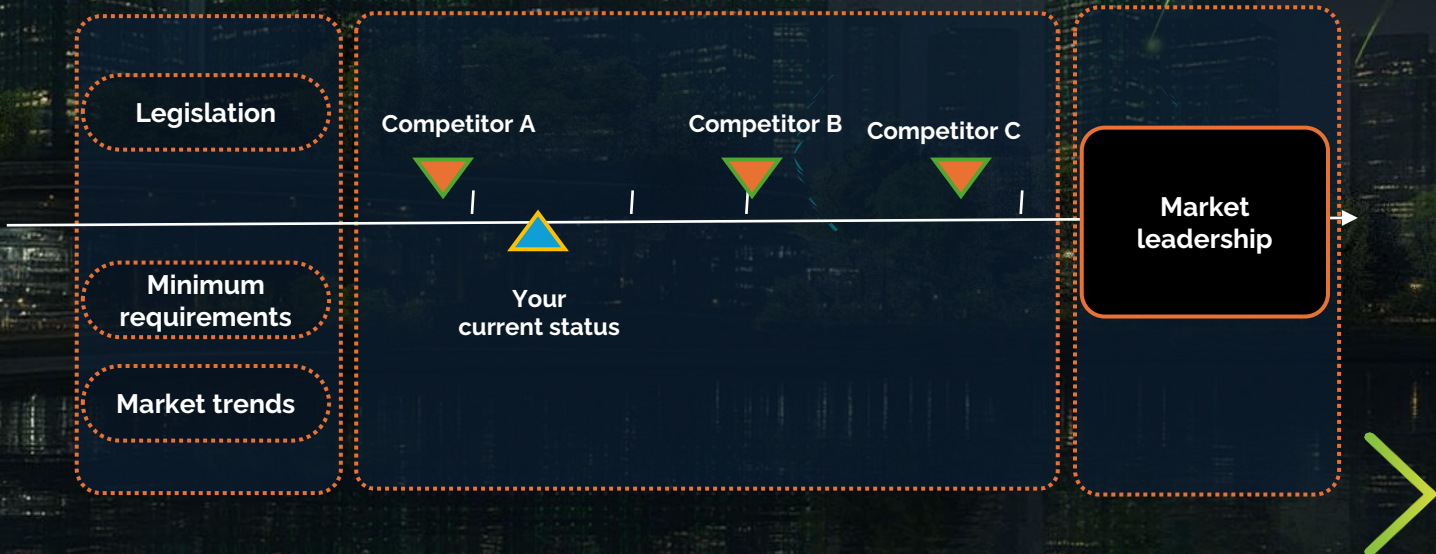 Legislation
Minimum
requirements
Market trends
Competitor A
Competitor B
Competitor C
Your
current status
Market
leadership